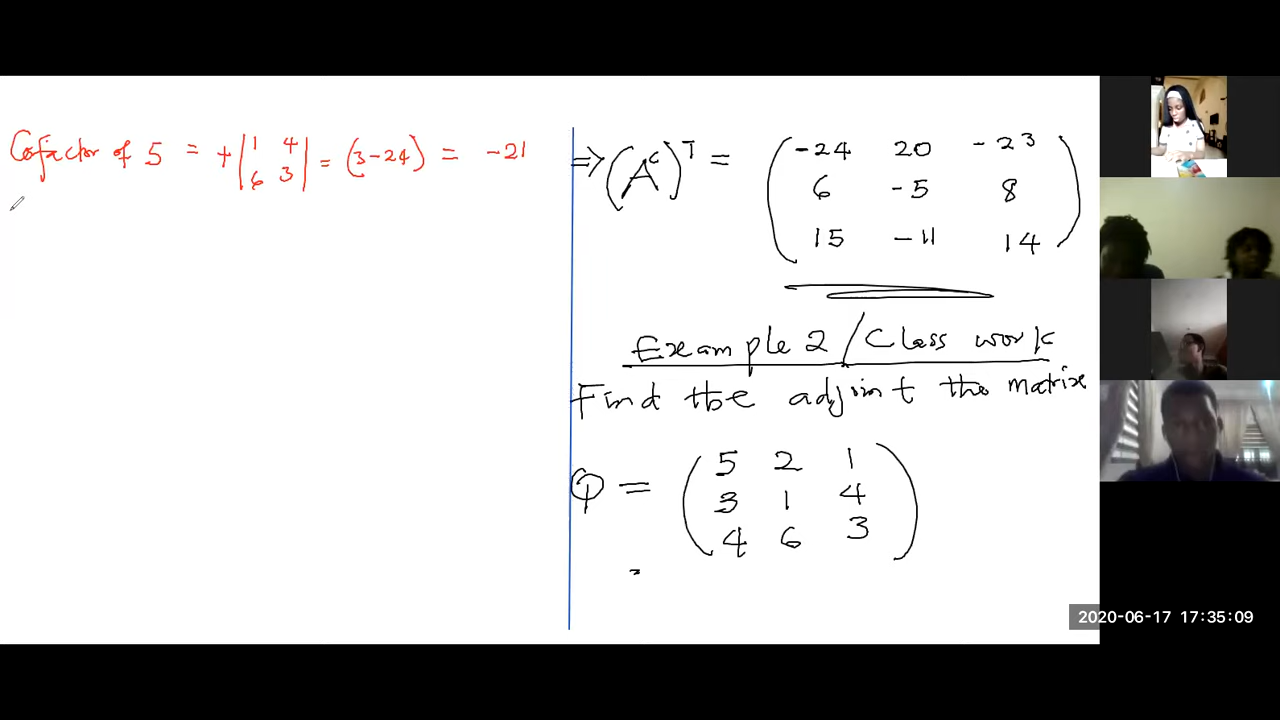 Cofactor of 5 = + | 1 4 | = (3-24) = -21
| 6 3 |
⇒ (A^c)^T = ( -24 20 -23 )
( 6 -5 8 )
( 15 -11 14 )
Example 2 / Class work
Find the adjoint the matrix
Q = ( 5 2 1 )
( 3 1 4 )
( 4 6 3 )
2020-06-17 17:35:09